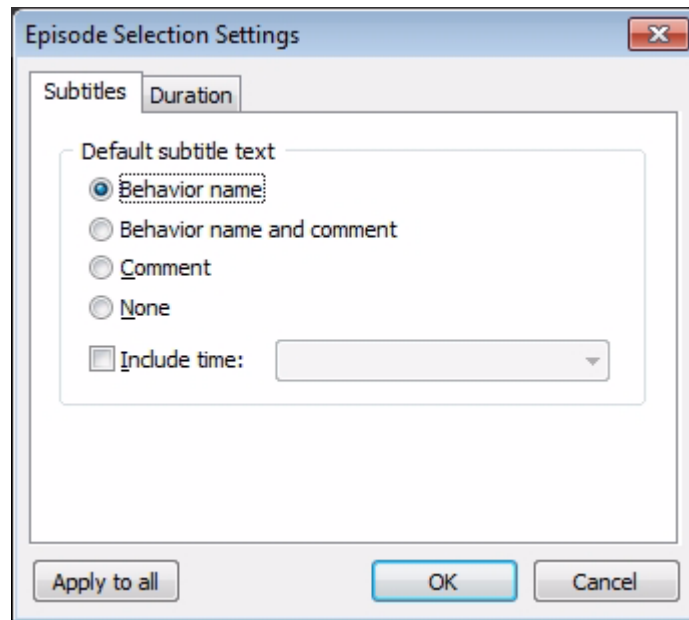 Episode Selection Settings
Subtitles Duration
Default subtitle text
Behavior name
Behavior name and comment
Comment
None
Include time:
Apply to all OK Cancel